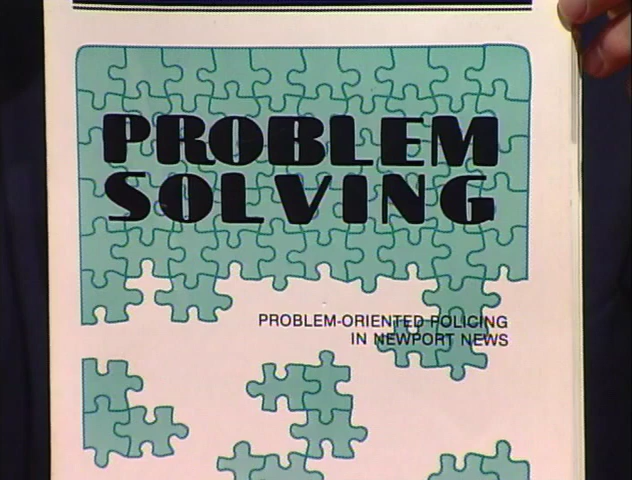 PROBLEM
SOLVING
PROBLEM-ORIENTED POLICING
IN NEWPORT NEWS